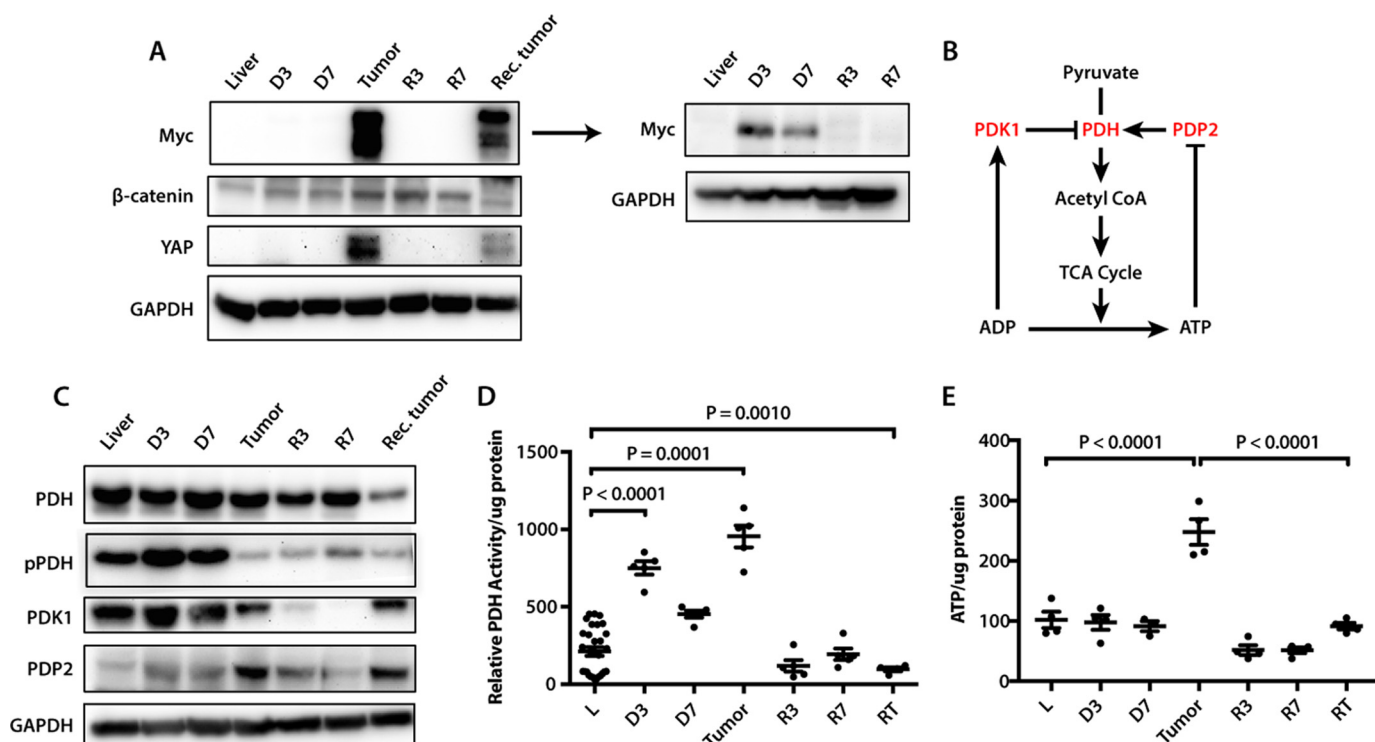 A
Liver D3 D7 Tumor R3 R7 Rec. tumor
Myc
β-catenin
YAP
GAPDH
Liver D3 D7 R3 R7
Myc
GAPDH
B
Pyruvate
PDK1 PDH PDP2
Acetyl CoA
TCA Cycle
ADP ATP
C
Liver D3 D7 Tumor R3 R7 Rec. tumor
PDH
pPDH
PDK1
PDP2
GAPDH
D
P = 0.0010
P = 0.0001
P < 0.0001
Relative PDH Activity/ug protein
1500
1000
500
0
L D3 D7 Tumor R3 R7 RT
E
P < 0.0001 P < 0.0001
ATP/ug protein
400
300
200
100
0
L D3 D7 Tumor R3 R7 RT